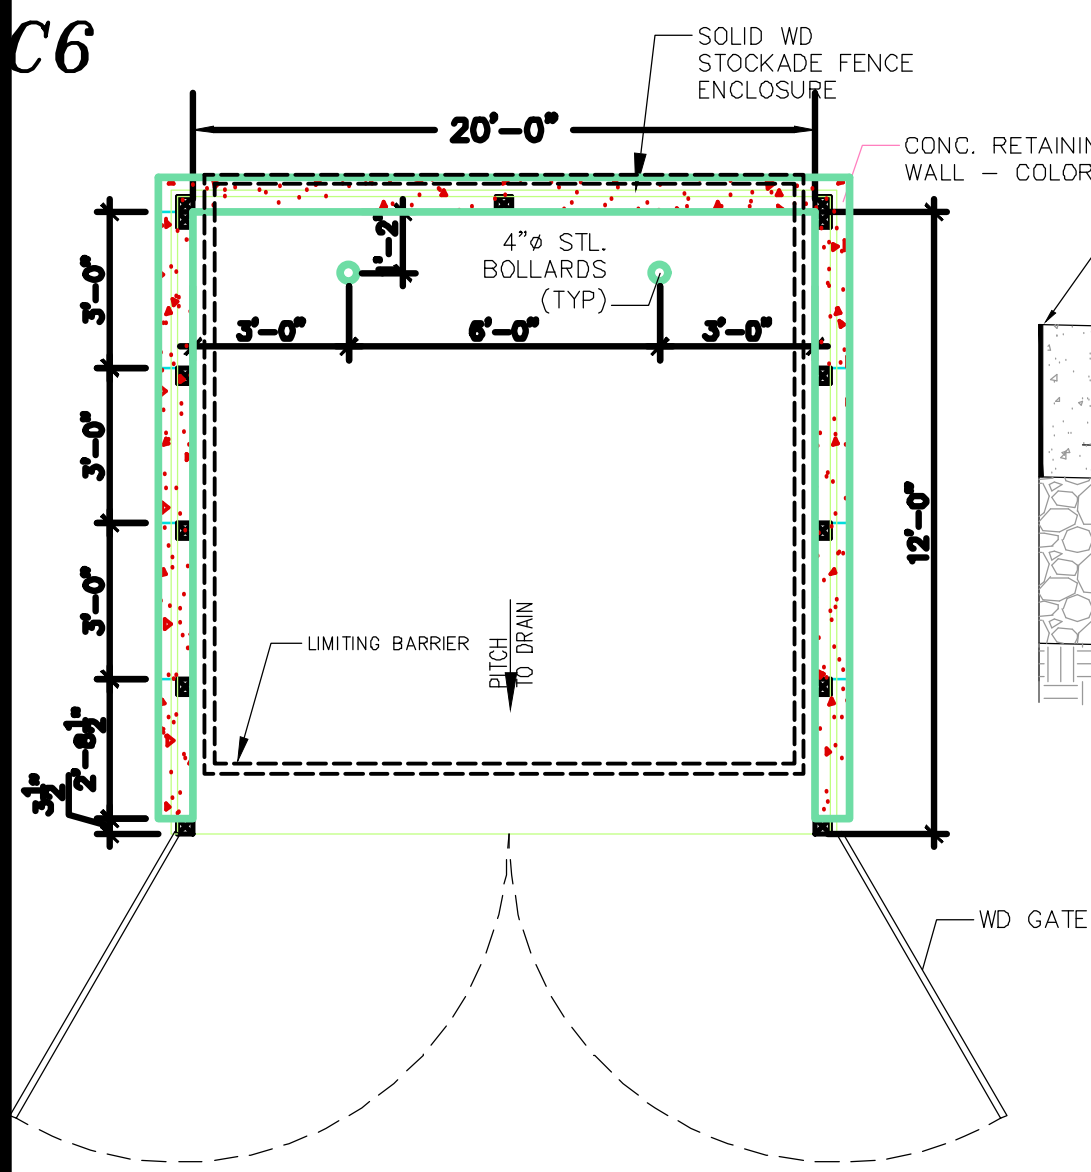 C6
SOLID WD
STOCKADE FENCE
ENCLOSURE
20'-0"
CONC. RETAININ
WALL - COLOR
1'-2"
4"ø STL.
BOLLARDS
(TYP)
3'-0"
3'-0"
6'-0"
3'-0"
3'-0"
12'-0"
3'-0"
LIMITING BARRIER
PITCH
TO DRAIN
2'-8½"
3½"
WD GATE